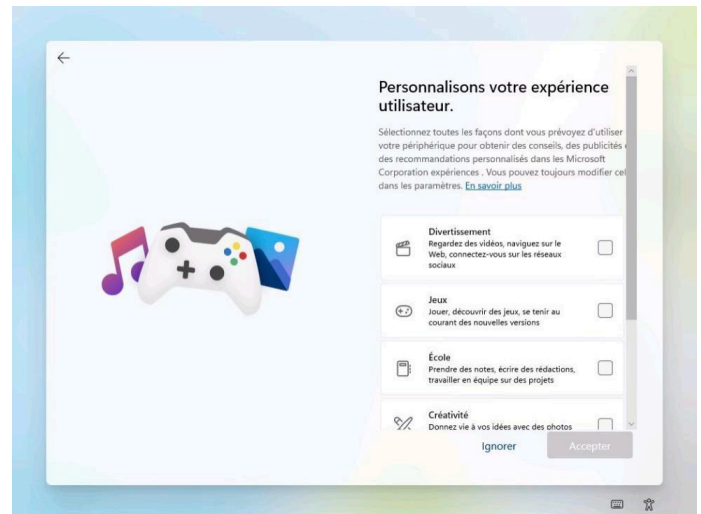 Personnalisons votre expérience
utilisateur.
Sélectionnez toutes les façons dont vous prévoyez d'utiliser
votre périphérique pour obtenir des conseils, des publicités
des recommandations personnalisés dans les Microsoft
Corporation expériences . Vous pouvez toujours modifier cel
dans les paramètres. En savoir plus
Divertissement
Regardez des vidéos, naviguez sur le
Web, connectez-vous sur les réseaux
sociaux
Jeux
Jouer, découvrir des jeux, se tenir au
courant des nouvelles versions
École
Prendre des notes, écrire des rédactions,
travailler en équipe sur des projets
Créativité
Donnez vie à vos idées avec des photos
Ignorer
Accepter